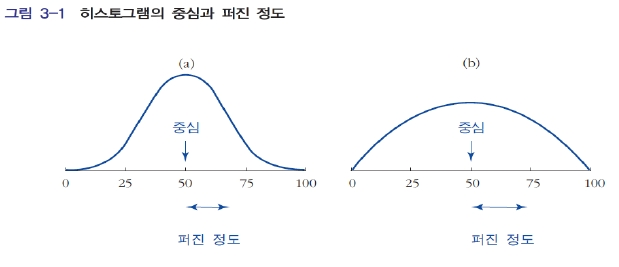 그림 3-1 히스토그램의 중심과 퍼진 정도
(a)
중심
0 25 50 75 100
퍼진 정도
(b)
중심
0 25 50 75 100
퍼진 정도